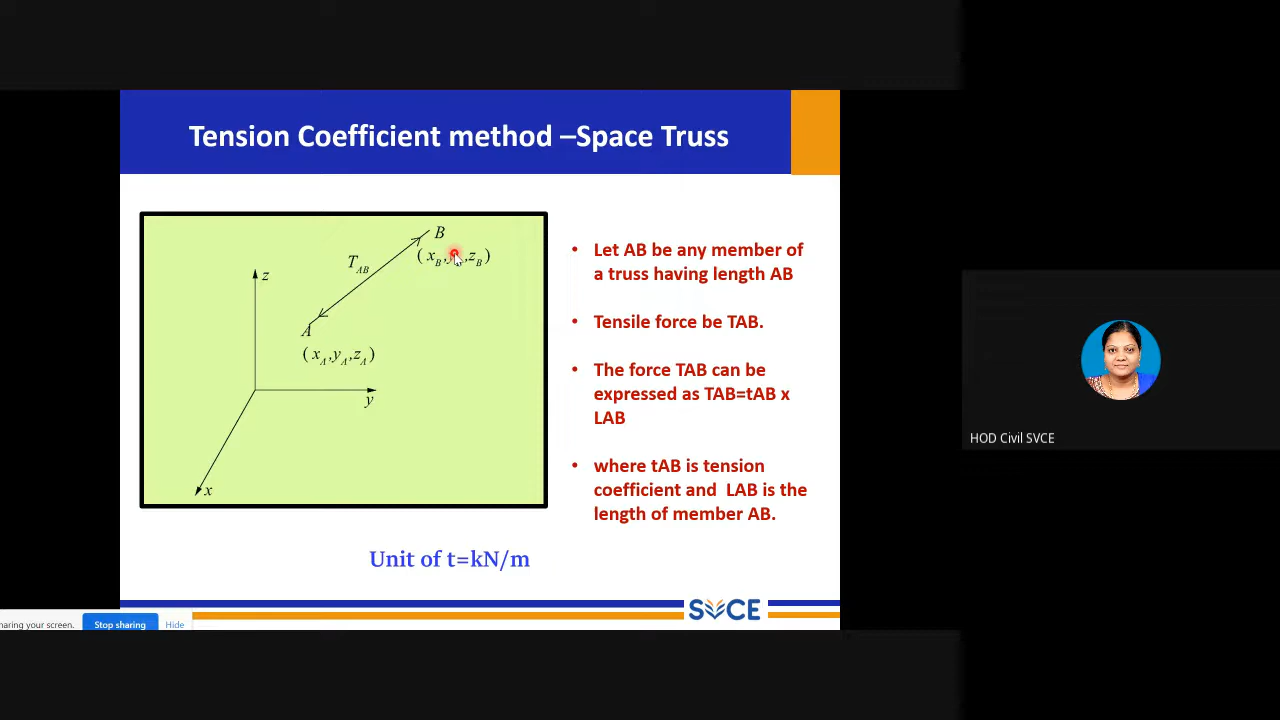 Tension Coefficient method –Space Truss
B
T_AB
( x_B, ,z_B )
z
A
( x_A,y_A,z_A )
y
x
• Let AB be any member of
a truss having length AB
• Tensile force be TAB.
• The force TAB can be
expressed as TAB=tAB x
LAB
• where tAB is tension
coefficient and LAB is the
length of member AB.
Unit of t=kN/m
SVCE
HOD Civil SVCE
haring your screen.
Stop sharing
Hide